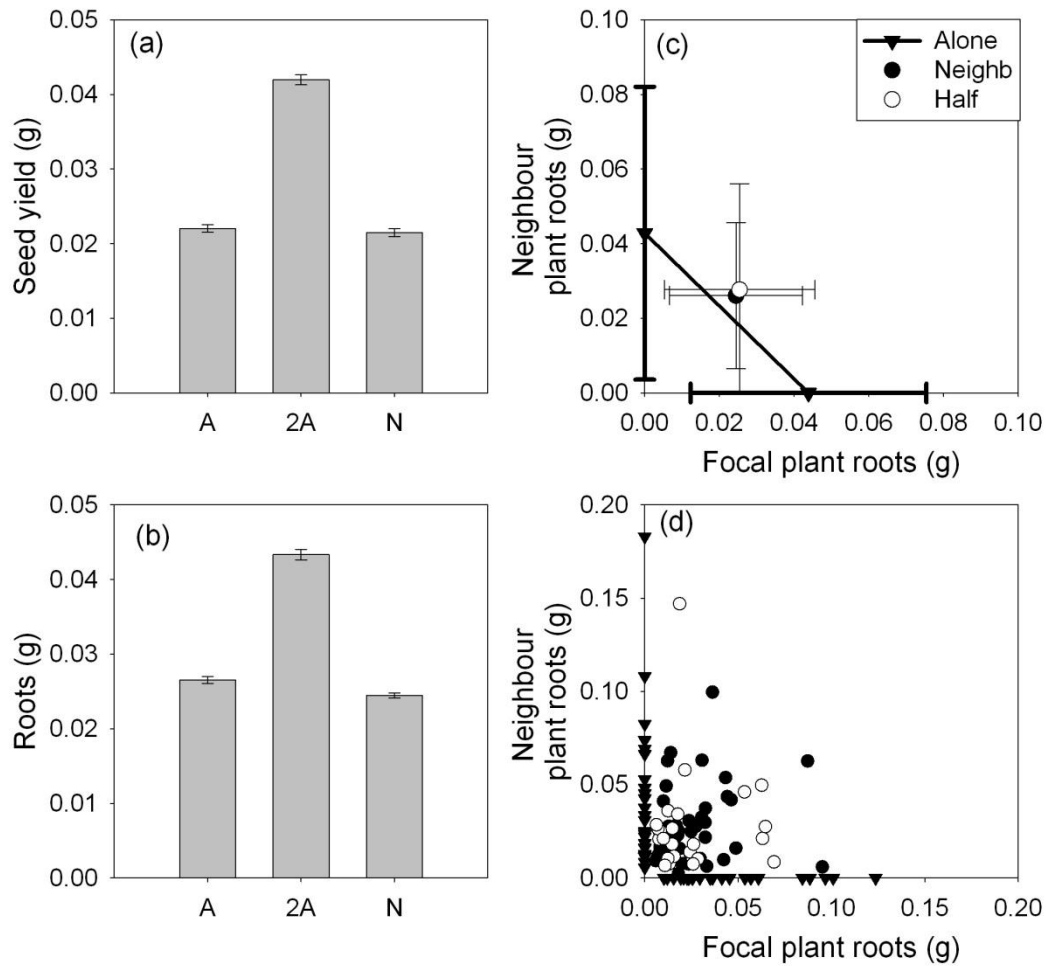 (a)
Seed yield (g)
0.05
0.04
0.03
0.02
0.01
0.00
A 2A N
(c)
Neighbour
plant roots (g)
0.10
0.08
0.06
0.04
0.02
0.00
Alone
Neighb
Half
0.00 0.02 0.04 0.06 0.08 0.10
Focal plant roots (g)
(b)
Roots (g)
0.05
0.04
0.03
0.02
0.01
0.00
A 2A N
(d)
Neighbour
plant roots (g)
0.20
0.15
0.10
0.05
0.00
0.00 0.05 0.10 0.15 0.20
Focal plant roots (g)